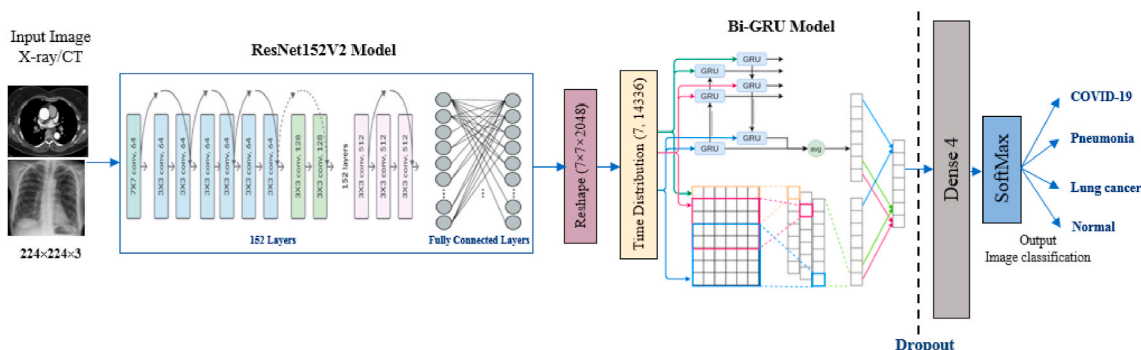 Input Image
X-ray/CT
224×224×3
ResNet152V2 Model
7X7 conv, 64
3X3 conv, 64
3X3 conv, 64
3X3 conv, 64
3X3 conv, 64
3X3 conv, 64
3X3 conv, 64
3X3 conv, 128
3X3 conv, 128
152 layers
3X3 conv, 512
3X3 conv, 512
3X3 conv, 512
152 Layers
Fully Connected Layers
Reshape (7×7×2048)
Time Distribution (7, 14336)
Bi-GRU Model
GRU
GRU
GRU
GRU
GRU
GRU
avg
Dropout
Dense 4
SoftMax
COVID-19
Pneumonia
Lung cancer
Normal
Output
Image classification